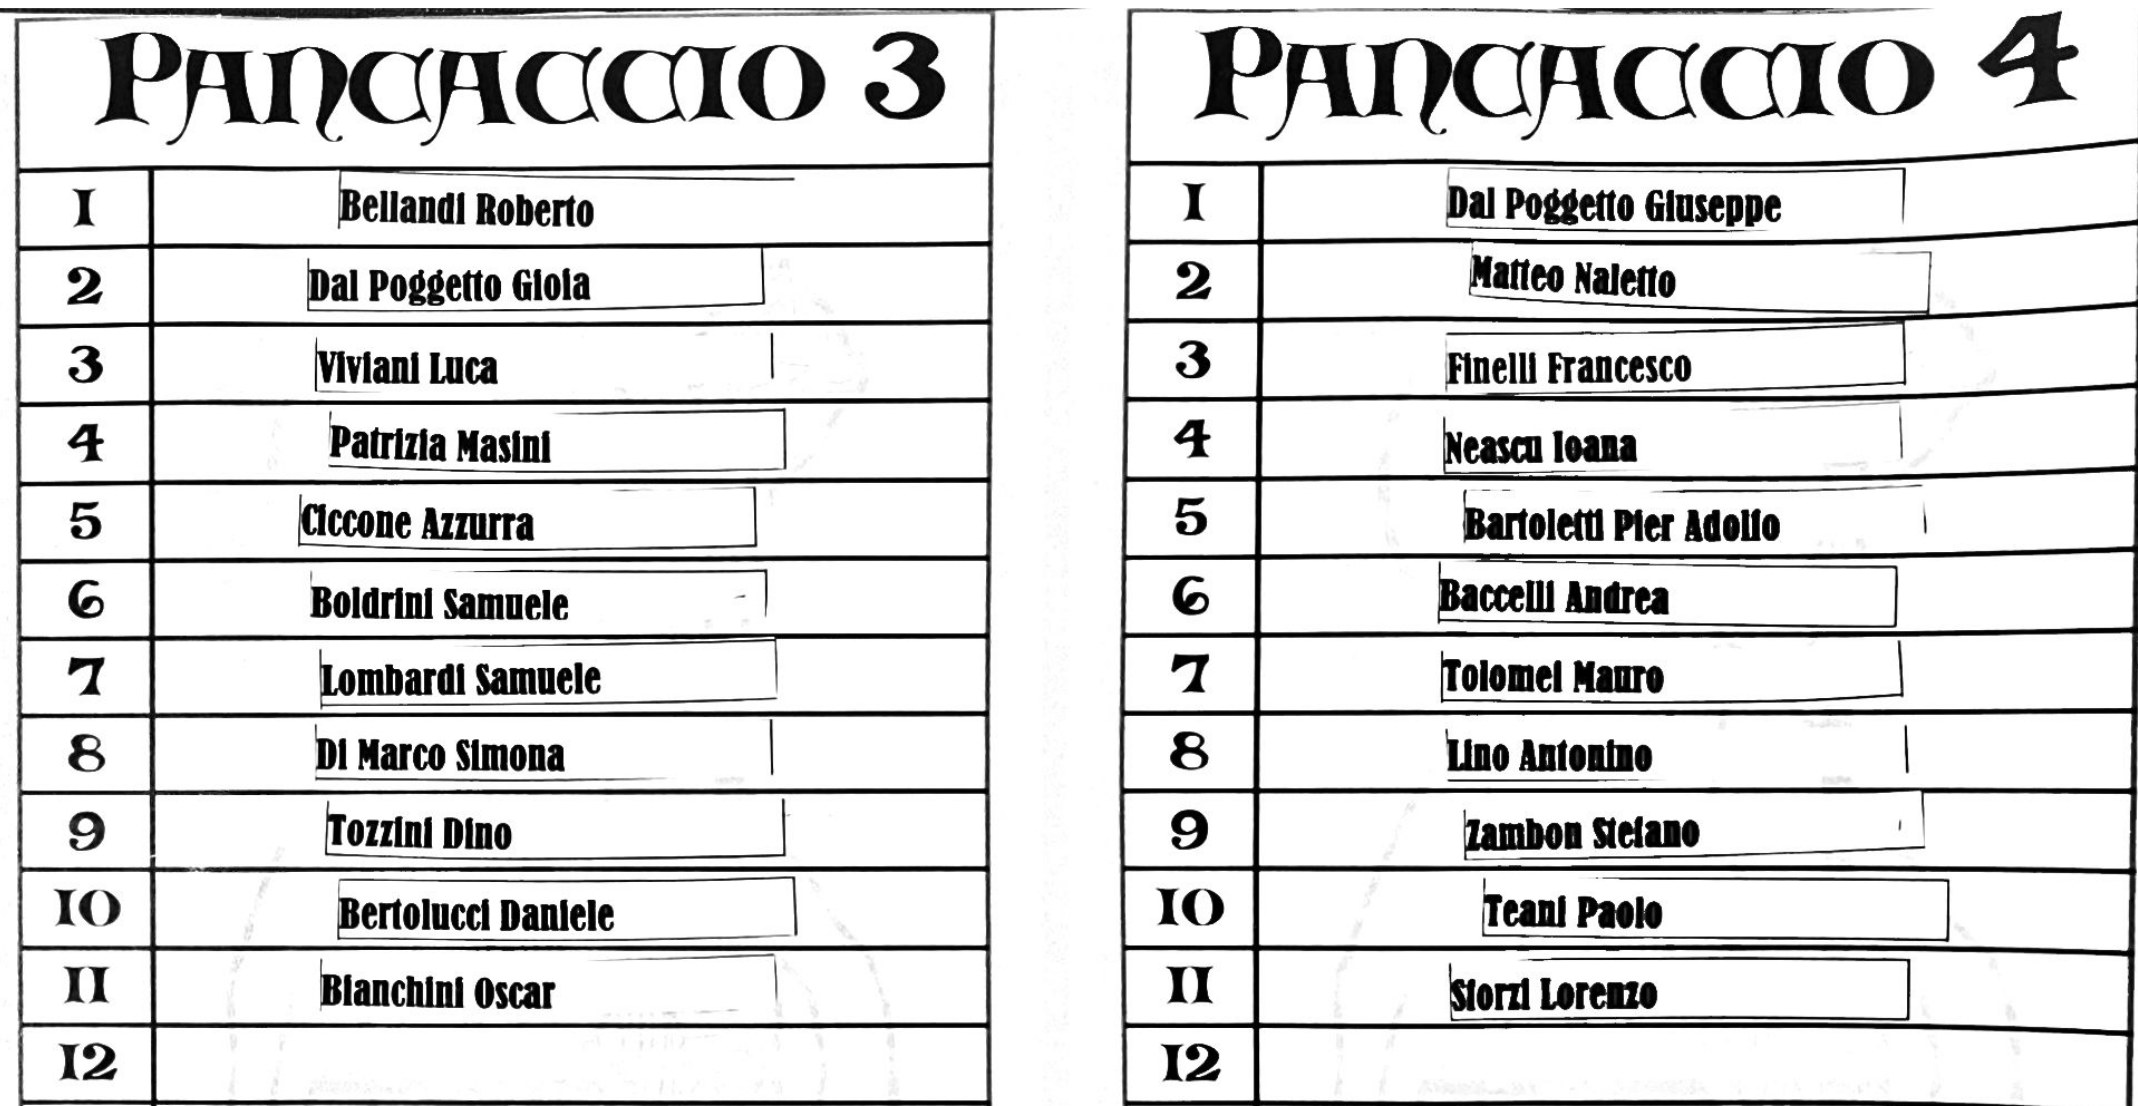 PANCACCIO 3
1 Bellandi Roberto
2 Dal Poggetto Gioia
3 Viviani Luca
4 Patrizia Masini
5 Ciccone Azzurra
6 Boldrini Samuele
7 Lombardi Samuele
8 Di Marco Simona
9 Tozzini Dino
10 Bertolucci Daniele
11 Bianchini Oscar
12
PANCACCIO 4
1 Dal Poggetto Giuseppe
2 Matteo Naletto
3 Finelli Francesco
4 Neascu Ioana
5 Bartoletti Pier Adolfo
6 Baccelli Andrea
7 Tolomei Mauro
8 Lino Antonino
9 Zambon Stefano
10 Teani Paolo
11 Sforzi Lorenzo
12